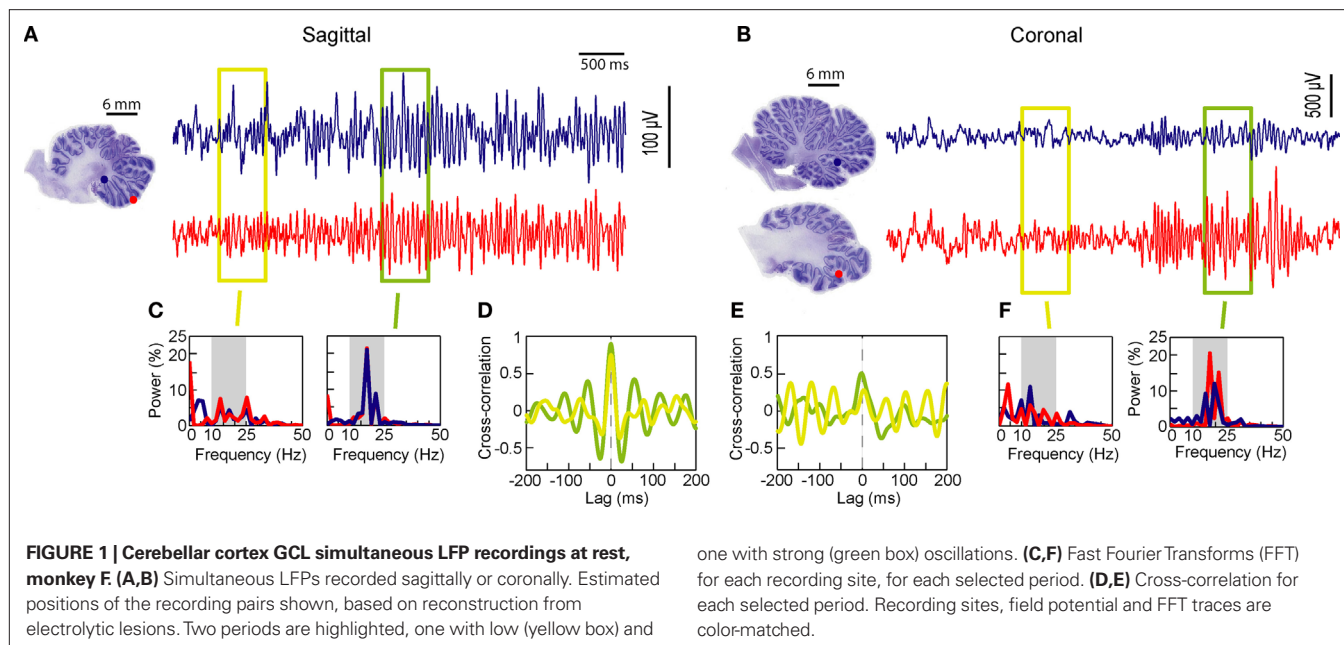 A
Sagittal
500 ms
6 mm
100 µV
B
Coronal
6 mm
500 µV
C
25
20
15
10
5
0
Power (%)
0 10 25 50
Frequency (Hz)
0 10 25 50
Frequency (Hz)
D
1
0.5
0
−0.5
Cross-correlation
-200 -100 0 100 200
Lag (ms)
E
1
0.5
0
−0.5
Cross-correlation
-200 -100 0 100 200
Lag (ms)
F
0 10 25 50
Frequency (Hz)
25
20
15
10
5
0
Power (%)
0 10 25 50
Frequency (Hz)
FIGURE 1 | Cerebellar cortex GCL simultaneous LFP recordings at rest,
monkey F. (A,B) Simultaneous LFPs recorded sagittally or coronally. Estimated
positions of the recording pairs shown, based on reconstruction from
electrolytic lesions. Two periods are highlighted, one with low (yellow box) and
one with strong (green box) oscillations. (C,F) Fast Fourier Transforms (FFT)
for each recording site, for each selected period. (D,E) Cross-correlation for
each selected period. Recording sites, field potential and FFT traces are
color-matched.